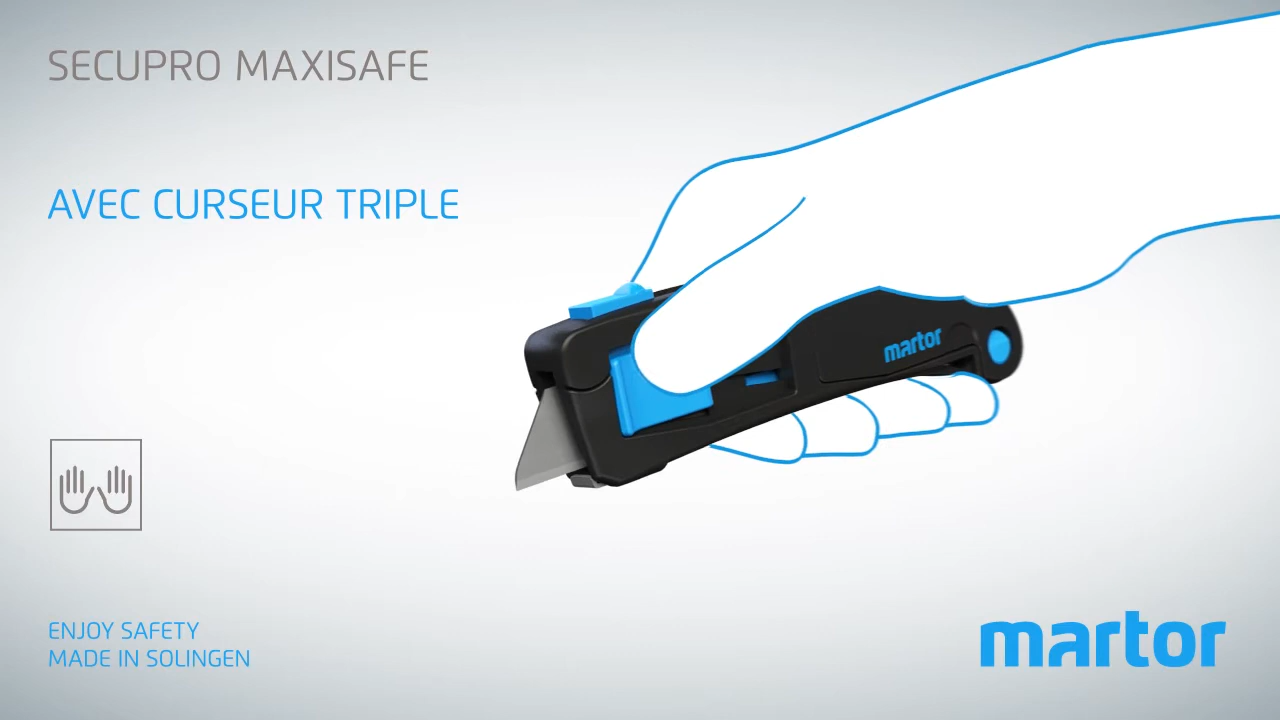 SECUPRO MAXISAFE
AVEC CURSEUR TRIPLE
martor
ENJOY SAFETY
MADE IN SOLINGEN
martor